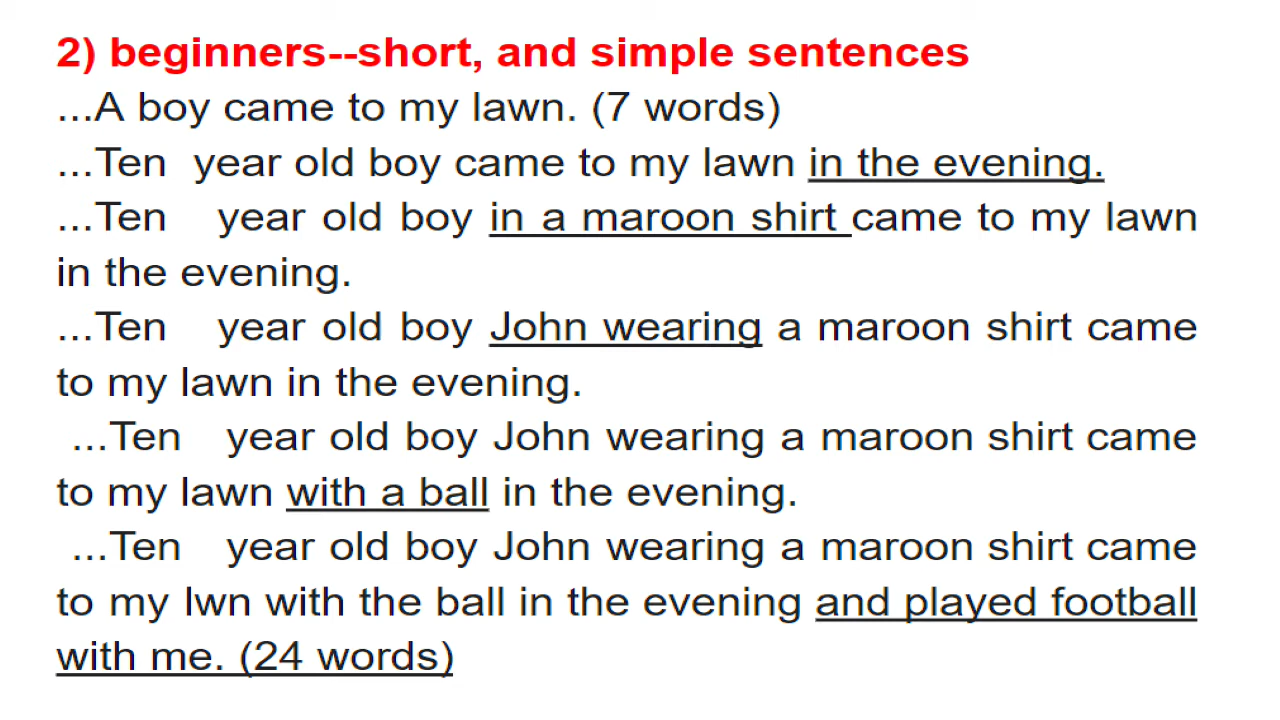 2) beginners--short, and simple sentences
...A boy came to my lawn. (7 words)
...Ten year old boy came to my lawn in the evening.
...Ten year old boy in a maroon shirt came to my lawn
in the evening.
...Ten year old boy John wearing a maroon shirt came
to my lawn in the evening.
...Ten year old boy John wearing a maroon shirt came
to my lawn with a ball in the evening.
...Ten year old boy John wearing a maroon shirt came
to my lwn with the ball in the evening and played football
with me. (24 words)